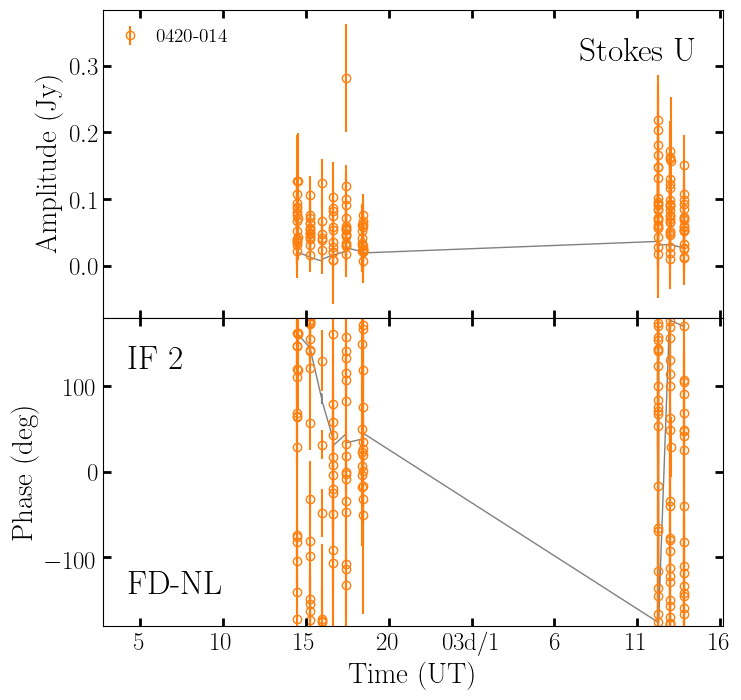 0420-014
Stokes U
Amplitude (Jy)
0.3
0.2
0.1
0.0
IF 2
FD-NL
Phase (deg)
100
0
−100
5 10 15 20 03d/1 6 11 16
Time (UT)